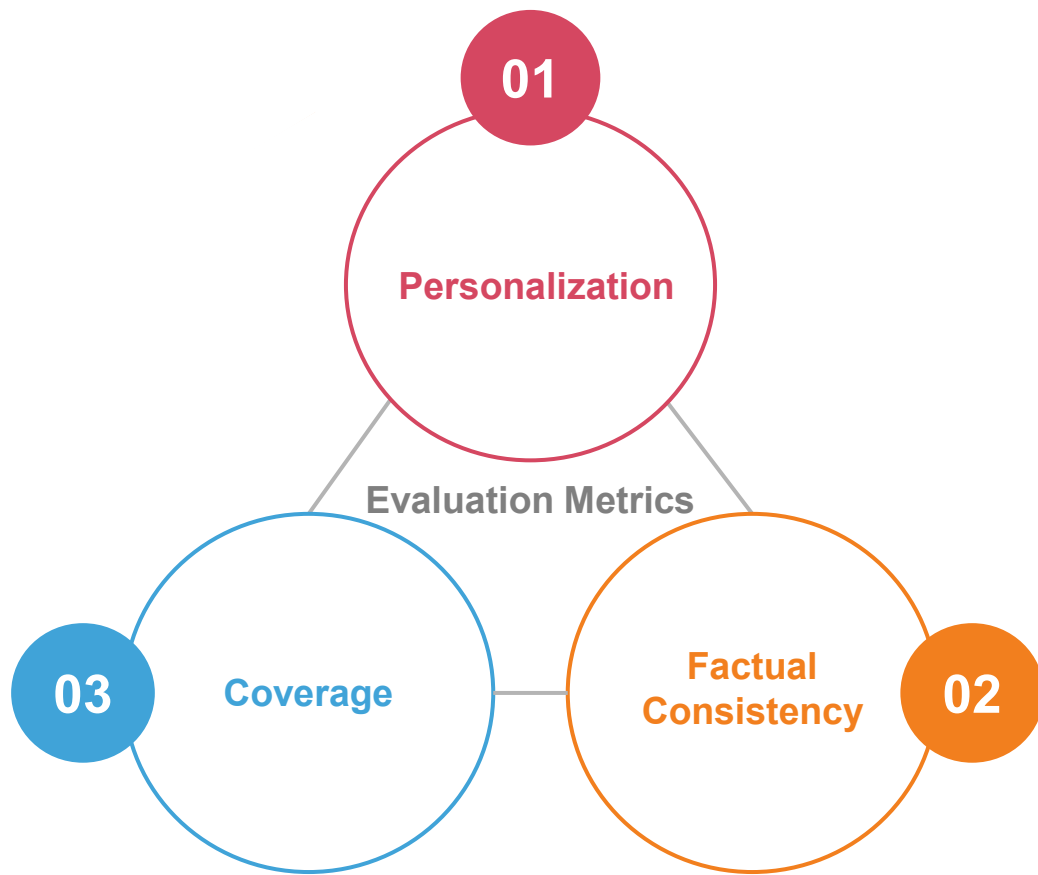 01
Personalization
Evaluation Metrics
03
Coverage
Factual
Consistency
02